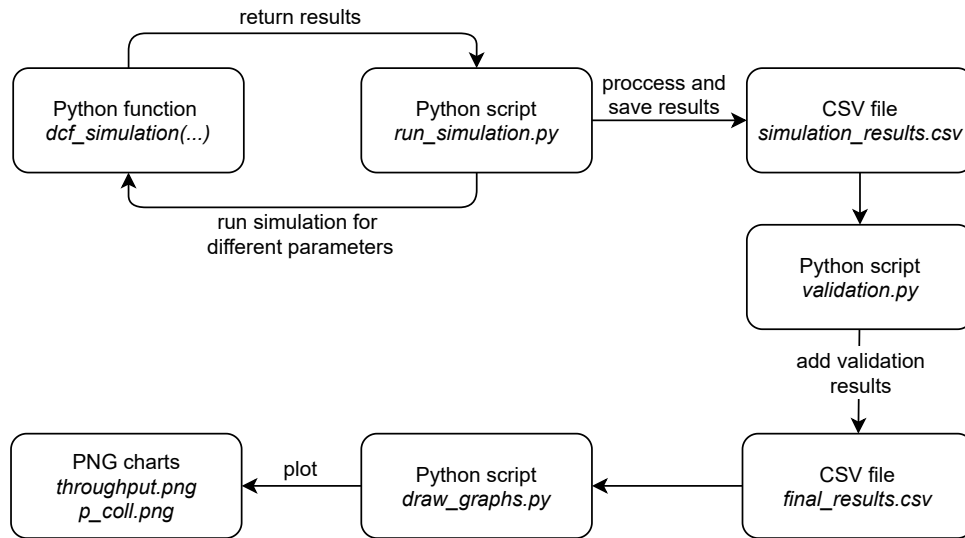 return results
Python function
dcf_simulation(...)
Python script
run_simulation.py
proccess and
save results
CSV file
simulation_results.csv
run simulation for
different parameters
Python script
validation.py
add validation
results
PNG charts
throughput.png
p_coll.png
plot
Python script
draw_graphs.py
CSV file
final_results.csv